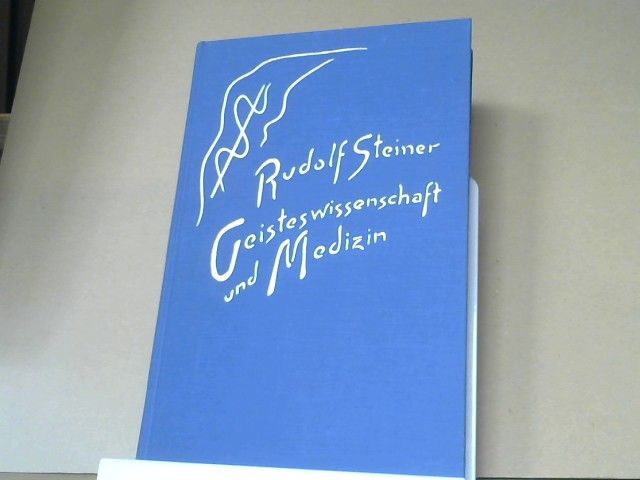 Rudolf Steiner
Geisteswissenschaft
und Medizin